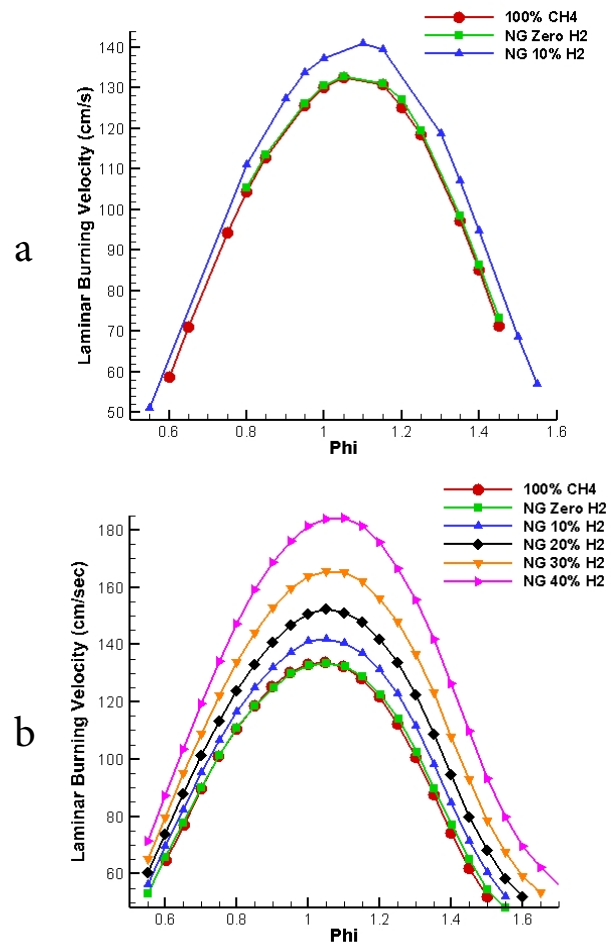 a
100% CH4
NG Zero H2
NG 10% H2
Laminar Burning Velocity (cm/s)
140
130
120
110
100
90
80
70
60
50
0.6
0.8
1
1.2
1.4
1.6
Phi
b
100% CH4
NG Zero H2
NG 10% H2
NG 20% H2
NG 30% H2
NG 40% H2
Laminar Burning Velocity (cm/sec)
180
160
140
120
100
80
60
0.6
0.8
1
1.2
1.4
1.6
Phi